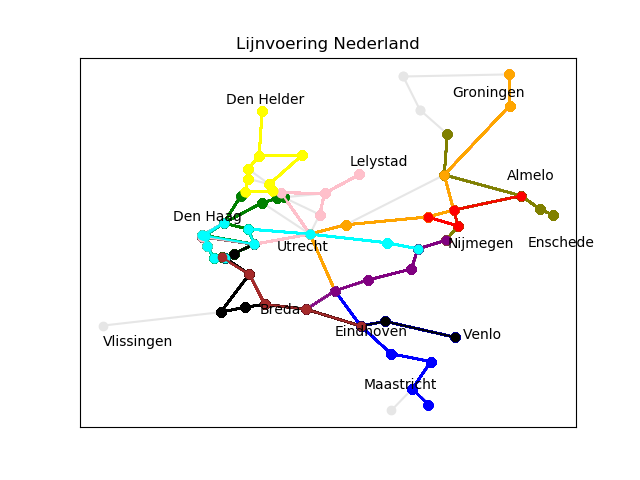 Lijnvoering Nederland
Groningen
Den Helder
Lelystad
Almelo
Den Haag
Enschede
Nijmegen
Utrecht
Breda
Eindhoven
Venlo
Vlissingen
Maastricht